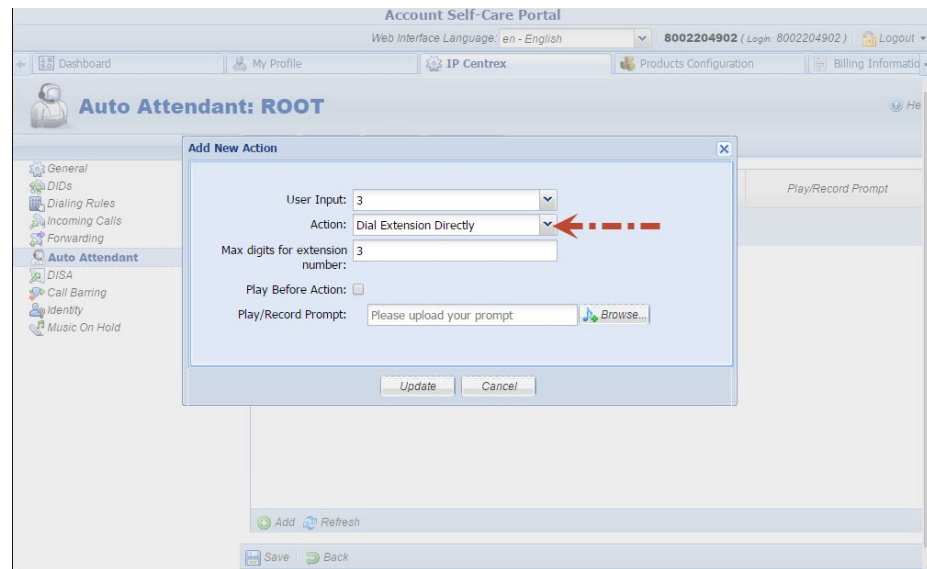 Account Self-Care Portal
Web Interface Language: en - English 8002204902 ( Login: 8002204902 ) Logout
Dashboard My Profile IP Centrex Products Configuration Billing Informatio
Auto Attendant: ROOT He
Add New Action
General
DIDs
Dialing Rules
Incoming Calls
Forwarding
Auto Attendant
DISA
Call Barring
Identity
Music On Hold
User Input: 3
Action: Dial Extension Directly
Max digits for extension number: 3
Play Before Action:
Play/Record Prompt: Please upload your prompt Browse...
Play/Record Prompt
Update Cancel
Add Refresh
Save Back